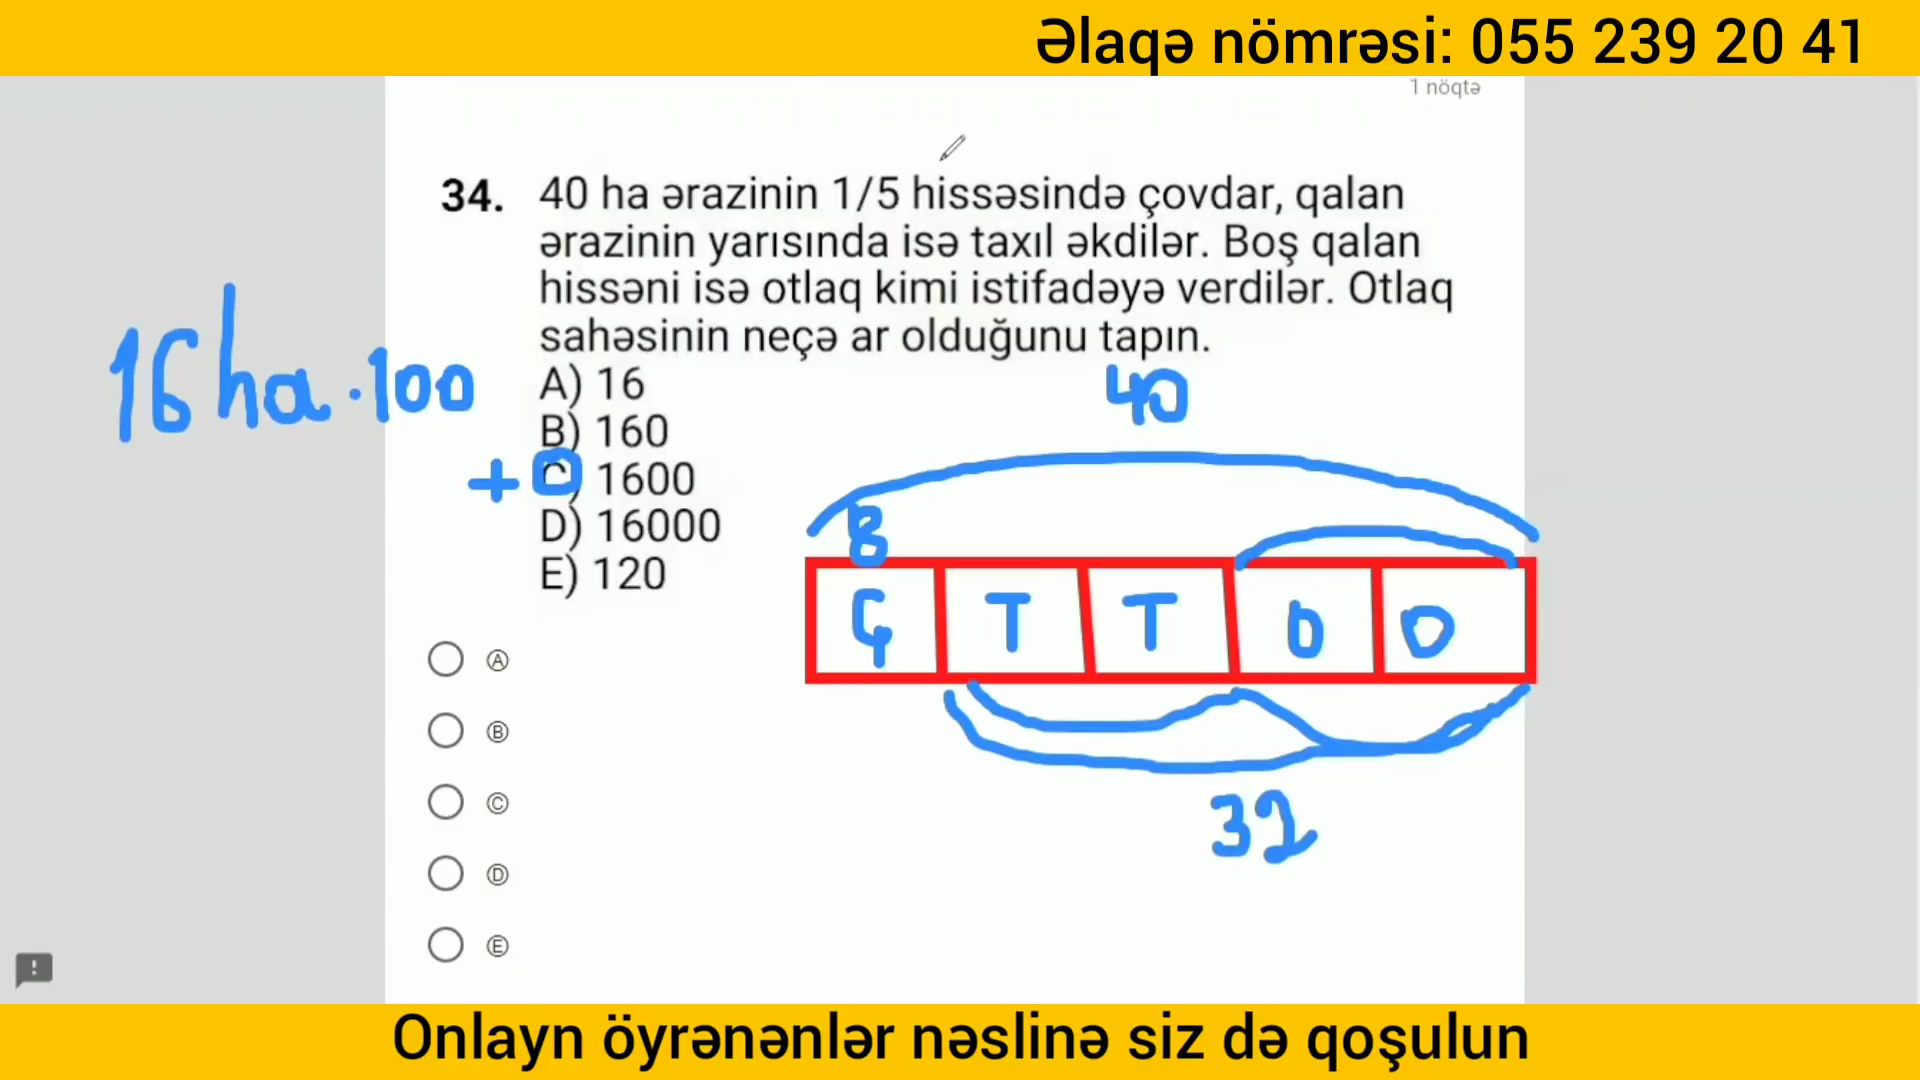 Əlaqə nömrəsi: 055 239 20 41
1 nöqtə
34. 40 ha ərazinin 1/5 hissəsində çovdar, qalan
ərazinin yarısında isə taxıl əkdilər. Boş qalan
hissəni isə otlaq kimi istifadəyə verdilər. Otlaq
sahəsinin neçə ar olduğunu tapın.
A) 16
B) 160
C) 1600
D) 16000
E) 120
16 ha · 100
+0
40
8
Ç T T O O
32
A
B
C
D
E
Onlayn öyrənənlər nəslinə siz də qoşulun